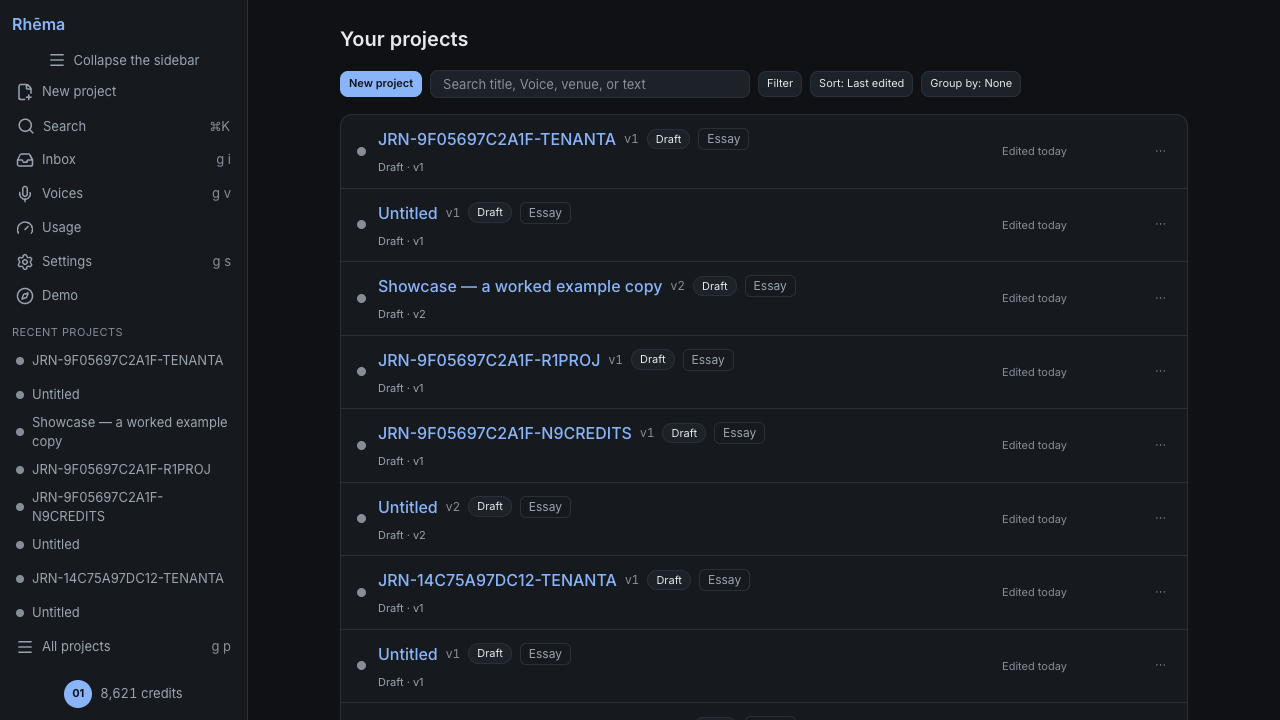 Rhēma
Collapse the sidebar
New project
Search ⌘K
Inbox g i
Voices g v
Usage
Settings g s
Demo
RECENT PROJECTS
JRN-9F05697C2A1F-TENANTA
Untitled
Showcase — a worked example
copy
JRN-9F05697C2A1F-R1PROJ
JRN-9F05697C2A1F-
N9CREDITS
Untitled
JRN-14C75A97DC12-TENANTA
Untitled
All projects g p
01 8,621 credits
Your projects
New project Search title, Voice, venue, or text Filter Sort: Last edited Group by: None
JRN-9F05697C2A1F-TENANTA v1 Draft Essay
Draft · v1
Edited today ...
Untitled v1 Draft Essay
Draft · v1
Edited today ...
Showcase — a worked example copy v2 Draft Essay
Draft · v2
Edited today ...
JRN-9F05697C2A1F-R1PROJ v1 Draft Essay
Draft · v1
Edited today ...
JRN-9F05697C2A1F-N9CREDITS v1 Draft Essay
Draft · v1
Edited today ...
Untitled v2 Draft Essay
Draft · v2
Edited today ...
JRN-14C75A97DC12-TENANTA v1 Draft Essay
Draft · v1
Edited today ...
Untitled v1 Draft Essay
Draft · v1
Edited today ...